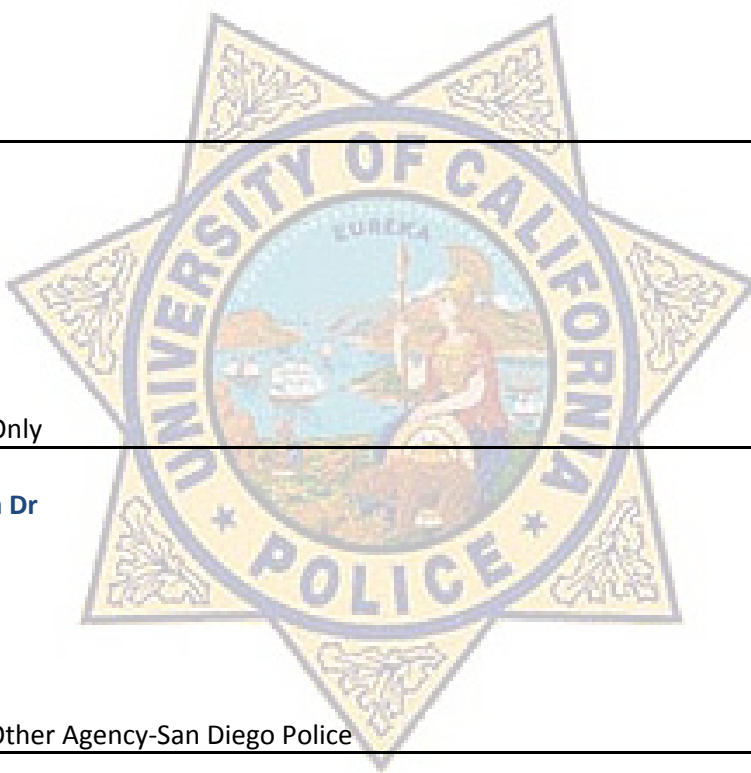 UNIVERSITY OF CALIFORNIA
EUREKA
Only
Dr
POLICE
Other Agency-San Diego Police